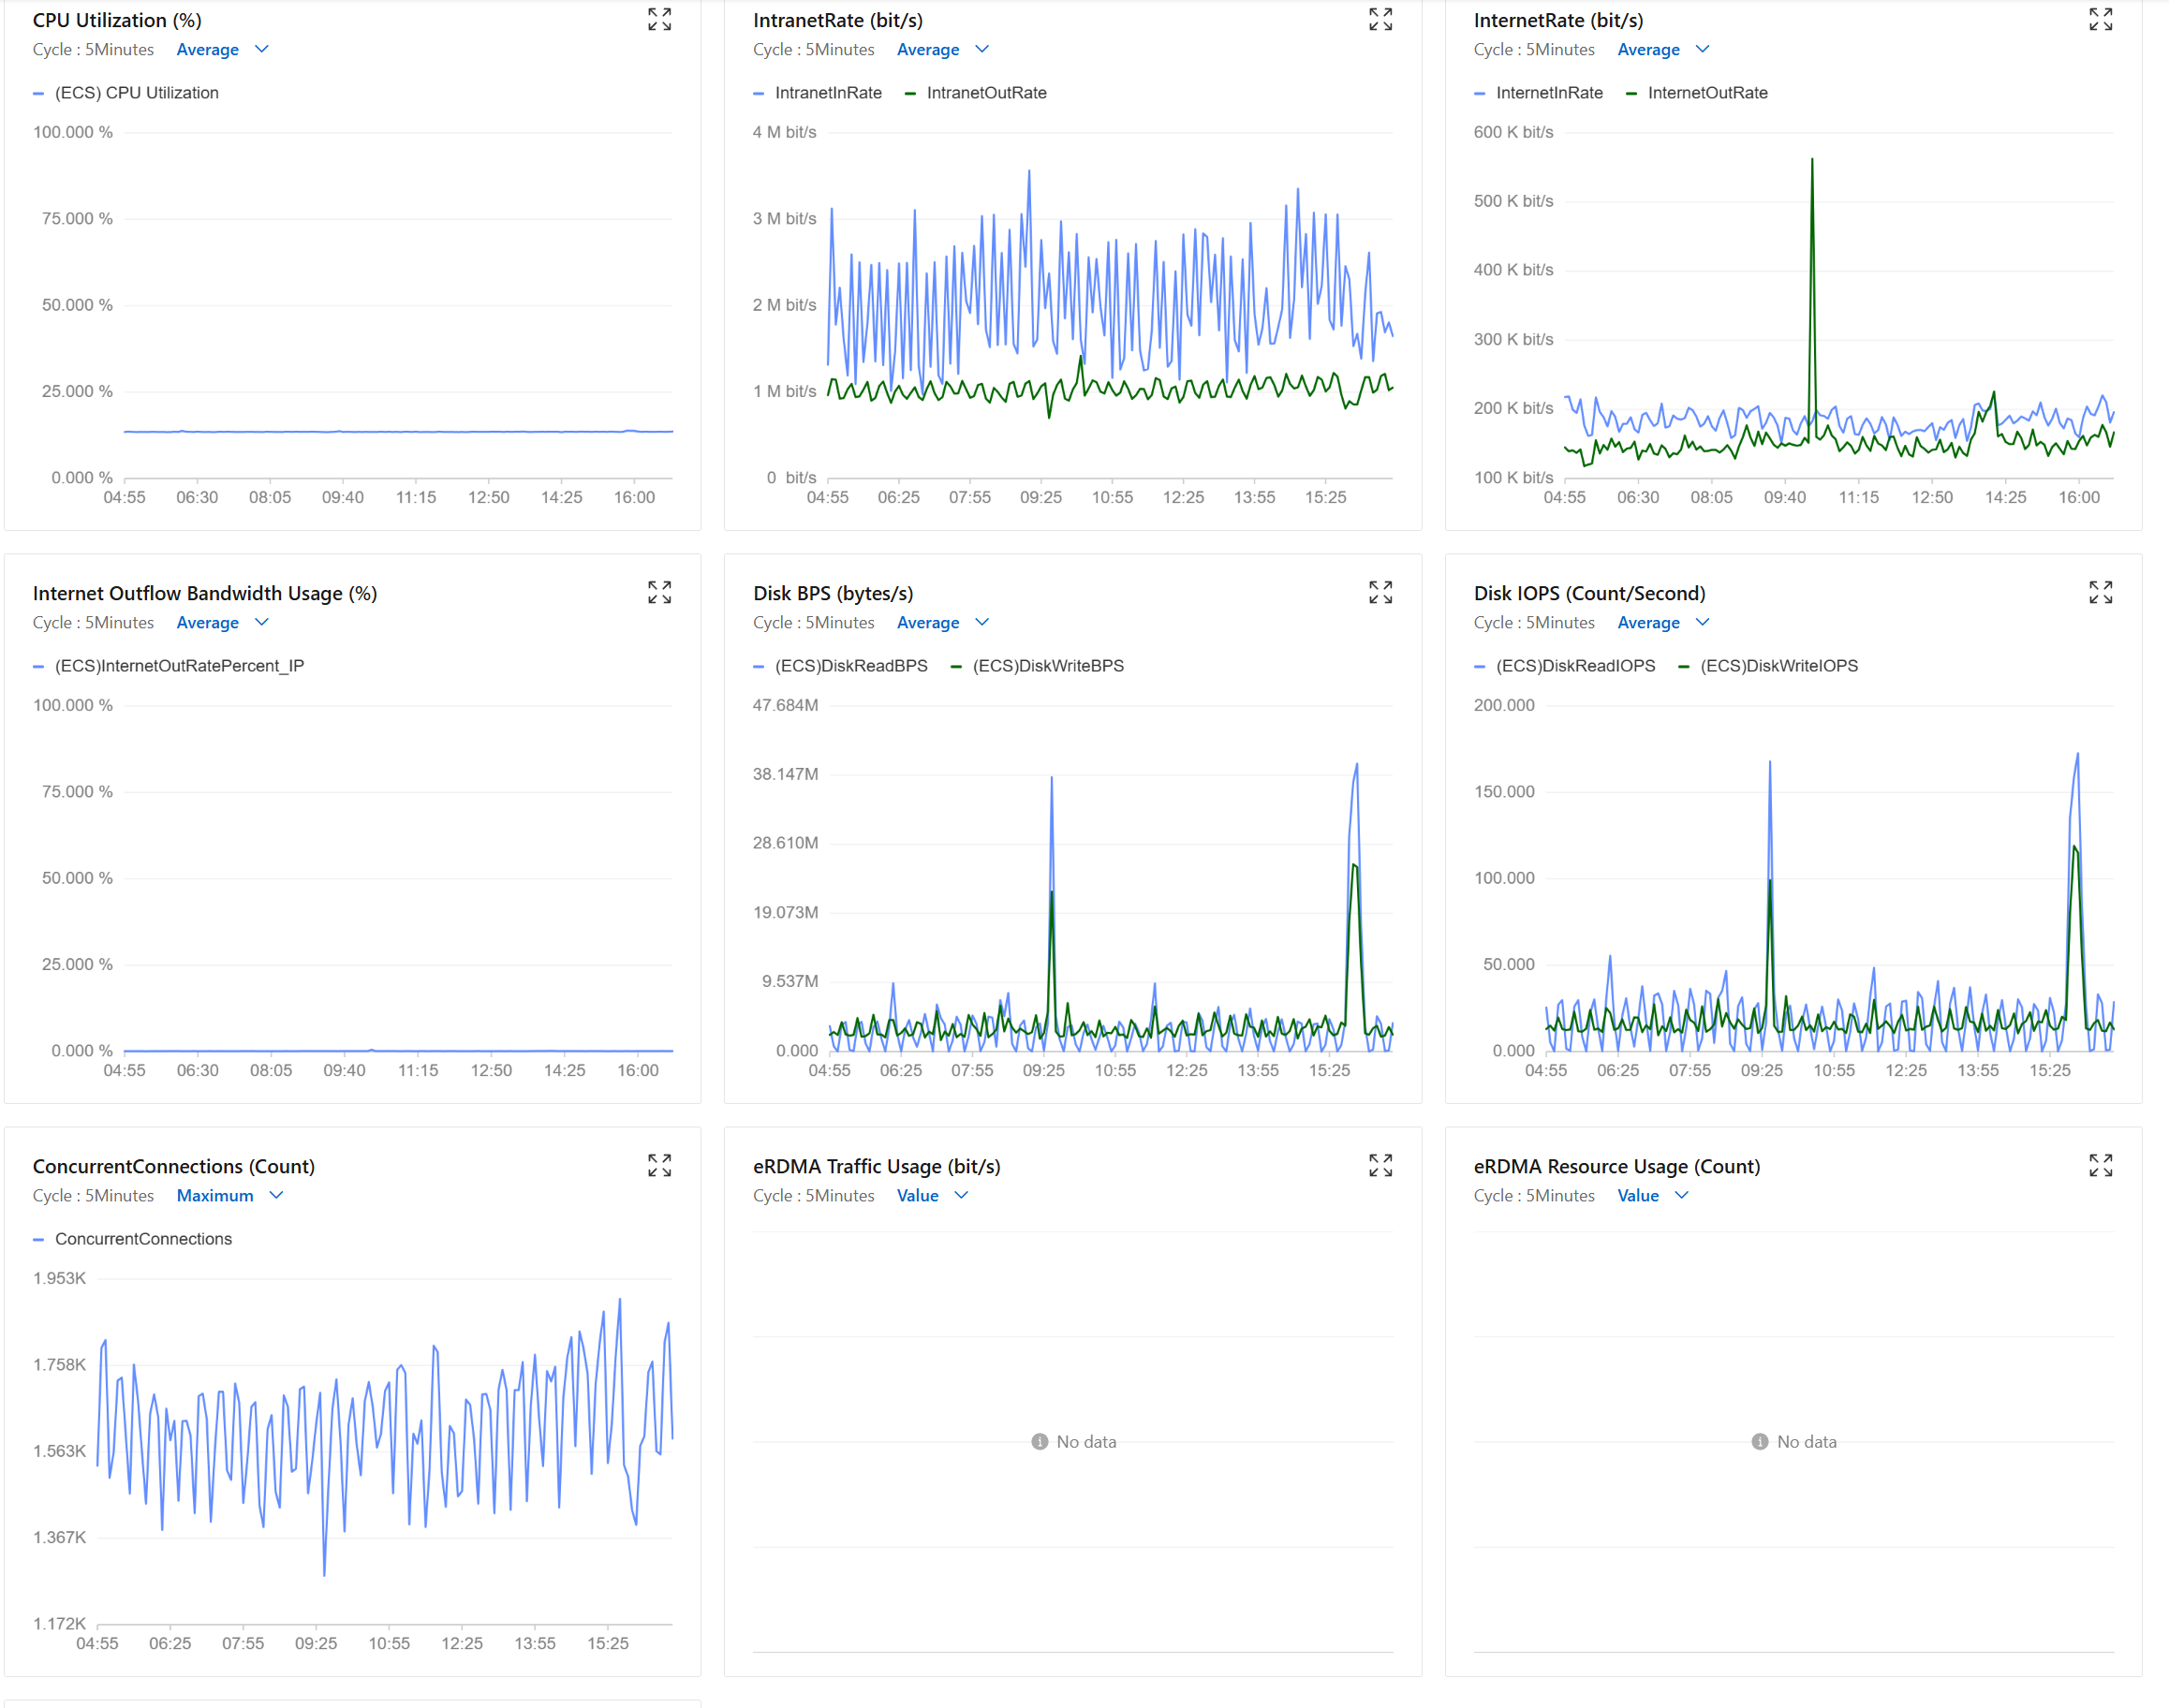 CPU Utilization (%)
Cycle : 5Minutes Average
(ECS) CPU Utilization
100.000 %
75.000 %
50.000 %
25.000 %
0.000 %
04:55 06:30 08:05 09:40 11:15 12:50 14:25 16:00
IntranetRate (bit/s)
Cycle : 5Minutes Average
IntranetInRate IntranetOutRate
4 M bit/s
3 M bit/s
2 M bit/s
1 M bit/s
0 bit/s
04:55 06:25 07:55 09:25 10:55 12:25 13:55 15:25
InternetRate (bit/s)
Cycle : 5Minutes Average
InternetInRate InternetOutRate
600 K bit/s
500 K bit/s
400 K bit/s
300 K bit/s
200 K bit/s
100 K bit/s
04:55 06:30 08:05 09:40 11:15 12:50 14:25 16:00
Internet Outflow Bandwidth Usage (%)
Cycle : 5Minutes Average
(ECS)InternetOutRatePercent_IP
100.000 %
75.000 %
50.000 %
25.000 %
0.000 %
04:55 06:30 08:05 09:40 11:15 12:50 14:25 16:00
Disk BPS (bytes/s)
Cycle : 5Minutes Average
(ECS)DiskReadBPS (ECS)DiskWriteBPS
47.684M
38.147M
28.610M
19.073M
9.537M
0.000
04:55 06:25 07:55 09:25 10:55 12:25 13:55 15:25
Disk IOPS (Count/Second)
Cycle : 5Minutes Average
(ECS)DiskReadIOPS (ECS)DiskWriteIOPS
200.000
150.000
100.000
50.000
0.000
04:55 06:25 07:55 09:25 10:55 12:25 13:55 15:25
ConcurrentConnections (Count)
Cycle : 5Minutes Maximum
ConcurrentConnections
1.953K
1.758K
1.563K
1.367K
1.172K
04:55 06:25 07:55 09:25 10:55 12:25 13:55 15:25
eRDMA Traffic Usage (bit/s)
Cycle : 5Minutes Value
No data
eRDMA Resource Usage (Count)
Cycle : 5Minutes Value
No data